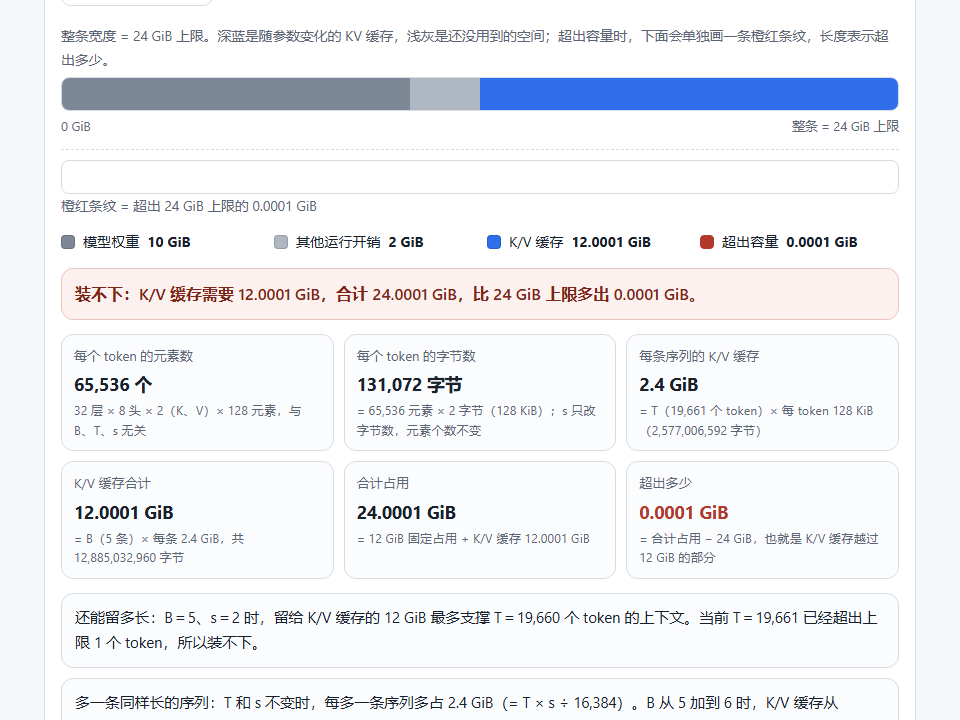 整条宽度 = 24 GiB 上限。深蓝是随参数变化的 KV 缓存，浅灰是还没用到的空间；超出容量时，下面会单独画一条橙红条纹，长度表示超
出多少。
0 GiB
整条 = 24 GiB 上限
橙红条纹 = 超出 24 GiB 上限的 0.0001 GiB
模型权重 10 GiB
其他运行开销 2 GiB
K/V 缓存 12.0001 GiB
超出容量 0.0001 GiB
装不下：K/V 缓存需要 12.0001 GiB，合计 24.0001 GiB，比 24 GiB 上限多出 0.0001 GiB。
每个 token 的元素数
65,536 个
32 层 × 8 头 × 2（K、V）× 128 元素，与
B、T、s 无关
每个 token 的字节数
131,072 字节
= 65,536 元素 × 2 字节（128 KiB）；s 只改
字节数，元素个数不变
每条序列的 K/V 缓存
2.4 GiB
= T（19,661 个 token）× 每 token 128 KiB
（2,577,006,592 字节）
K/V 缓存合计
12.0001 GiB
= B（5 条）× 每条 2.4 GiB，共
12,885,032,960 字节
合计占用
24.0001 GiB
= 12 GiB 固定占用 + K/V 缓存 12.0001 GiB
超出多少
0.0001 GiB
= 合计占用 − 24 GiB，也就是 K/V 缓存越过
12 GiB 的部分
还能留多长：B = 5、s = 2 时，留给 K/V 缓存的 12 GiB 最多支撑 T = 19,660 个 token 的上下文。当前 T = 19,661 已经超出上
限 1 个 token，所以装不下。
多一条同样长的序列：T 和 s 不变时，每多一条序列多占 2.4 GiB（= T × s ÷ 16,384）。B 从 5 加到 6 时，K/V 缓存从